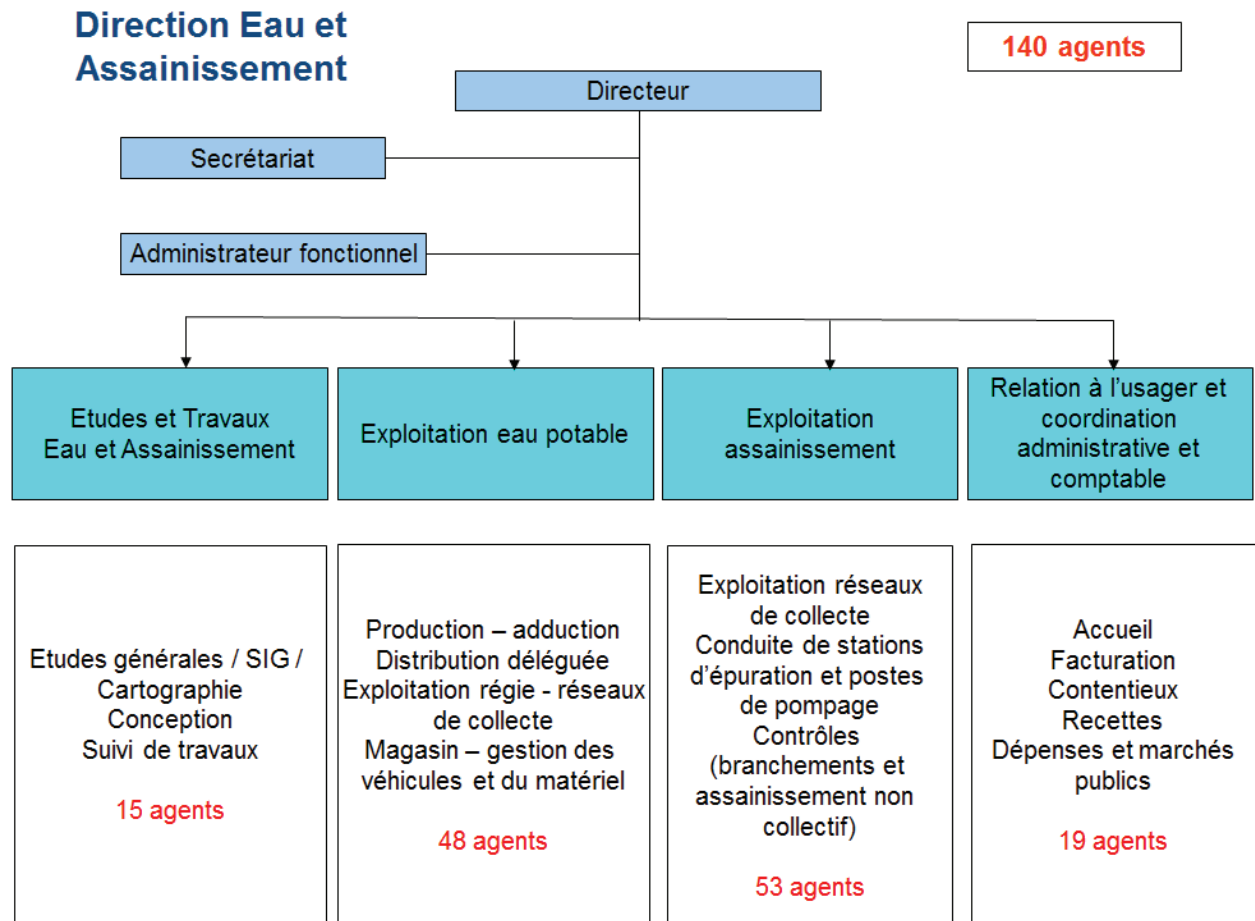 Direction Eau et
Assainissement
140 agents
Directeur
Secrétariat
Administrateur fonctionnel
Etudes et Travaux
Eau et Assainissement
Exploitation eau potable
Exploitation
assainissement
Relation à l'usager et
coordination
administrative et
comptable
Etudes générales / SIG /
Cartographie
Conception
Suivi de travaux
15 agents
Production – adduction
Distribution déléguée
Exploitation régie - réseaux
de collecte
Magasin – gestion des
véhicules et du matériel
48 agents
Exploitation réseaux
de collecte
Conduite de stations
d'épuration et postes
de pompage
Contrôles
(branchements et
assainissement non
collectif)
53 agents
Accueil
Facturation
Contentieux
Recettes
Dépenses et marchés
publics
19 agents